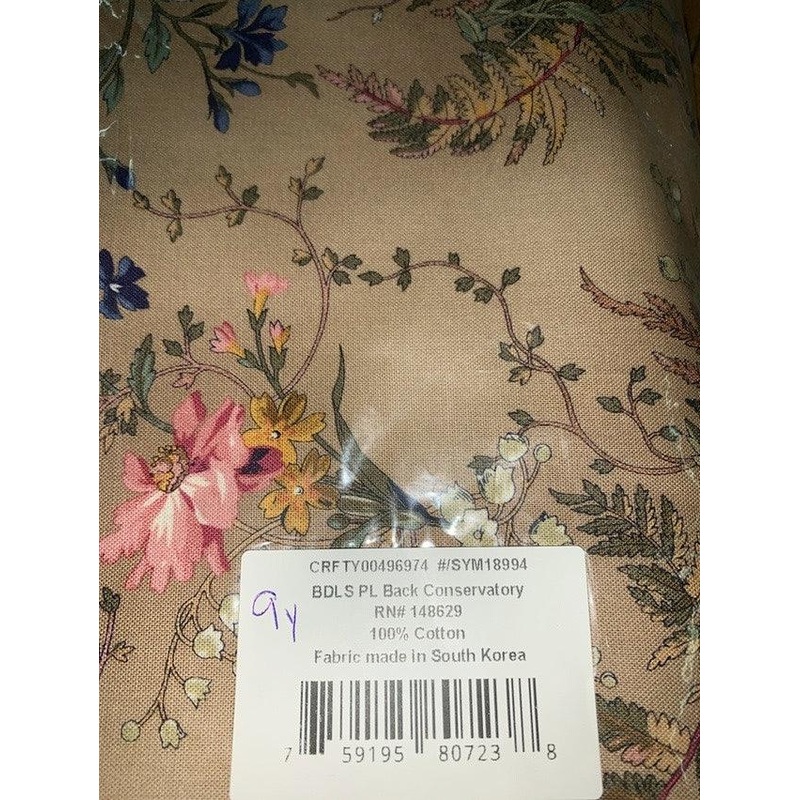 CRFTY00496974 #/SYM18994
BDLS PL Back Conservatory
RN# 148629
9y
100% Cotton
Fabric made in South Korea
7 59195 80723 8